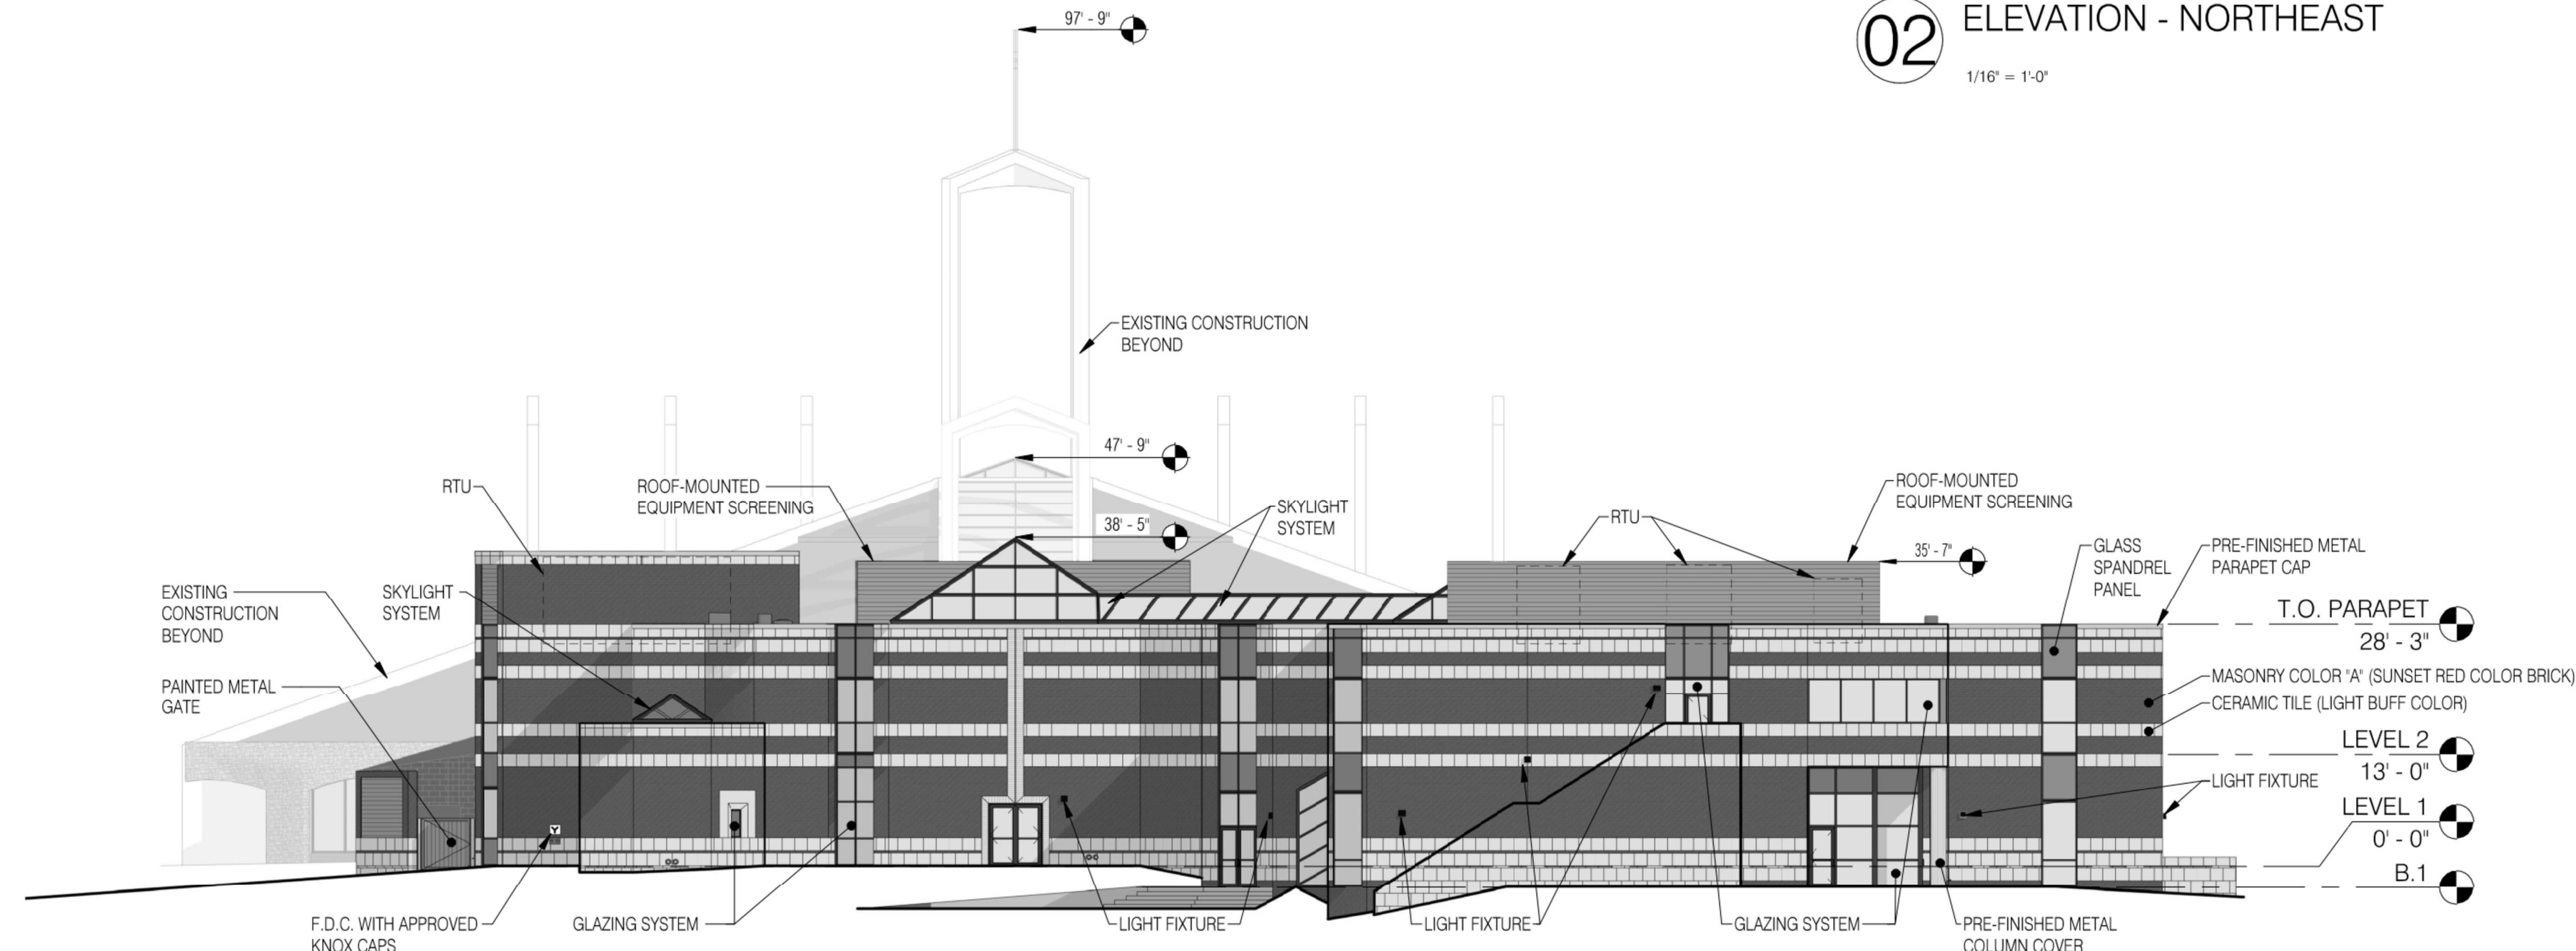 97' - 9"
02
ELEVATION - NORTHEAST
1/16" = 1'-0"
EXISTING CONSTRUCTION
BEYOND
47' - 9"
RTU
ROOF-MOUNTED
EQUIPMENT SCREENING
38' - 5"
SKYLIGHT
SYSTEM
RTU
ROOF-MOUNTED
EQUIPMENT SCREENING
35' - 7"
GLASS
SPANDREL
PANEL
PRE-FINISHED METAL
PARAPET CAP
EXISTING
CONSTRUCTION
BEYOND
SKYLIGHT
SYSTEM
T.O. PARAPET
28' - 3"
PAINTED METAL
GATE
MASONRY COLOR "A" (SUNSET RED COLOR BRICK)
CERAMIC TILE (LIGHT BUFF COLOR)
LEVEL 2
13' - 0"
LIGHT FIXTURE
LEVEL 1
0' - 0"
Y
B.1
F.D.C. WITH APPROVED
KNOX CAPS
GLAZING SYSTEM
LIGHT FIXTURE
LIGHT FIXTURE
GLAZING SYSTEM
PRE-FINISHED METAL
COLUMN COVER